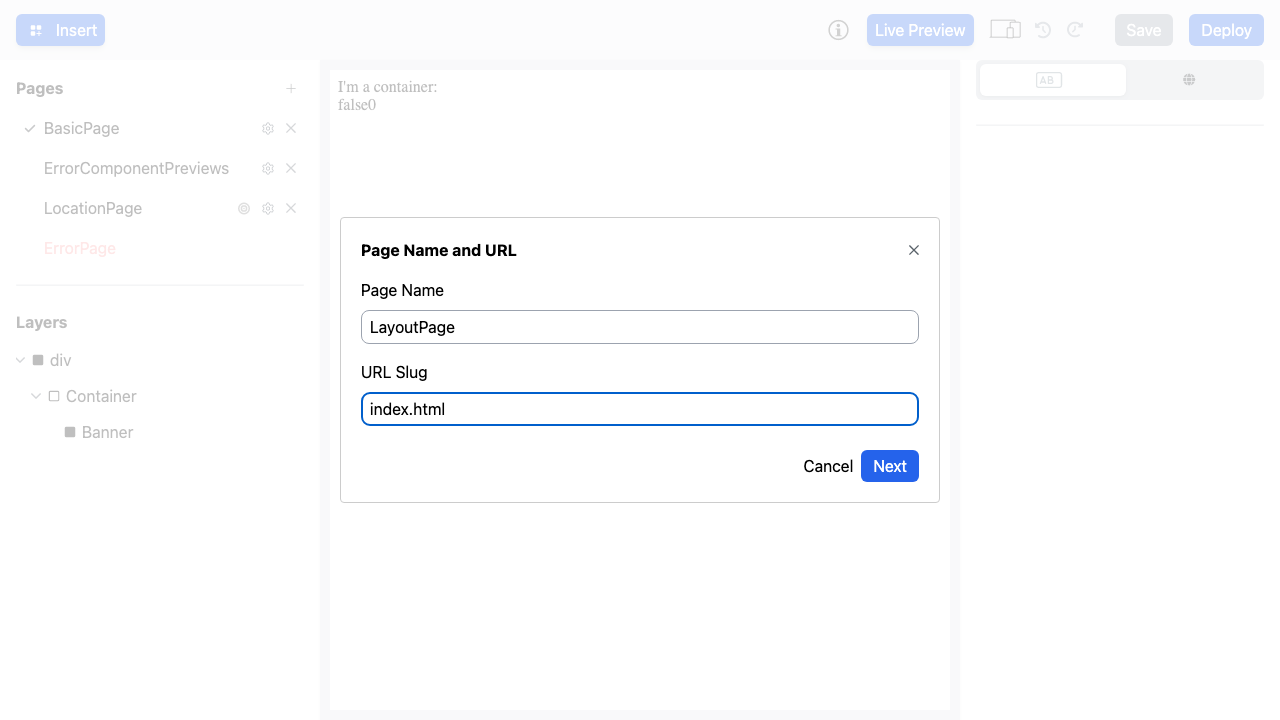 Insert
Live Preview
Save
Deploy
Pages
BasicPage
ErrorComponentPreviews
LocationPage
ErrorPage
Layers
div
Container
Banner
I'm a container:
false0
Page Name and URL
Page Name
LayoutPage
URL Slug
index.html
Cancel
Next
AB